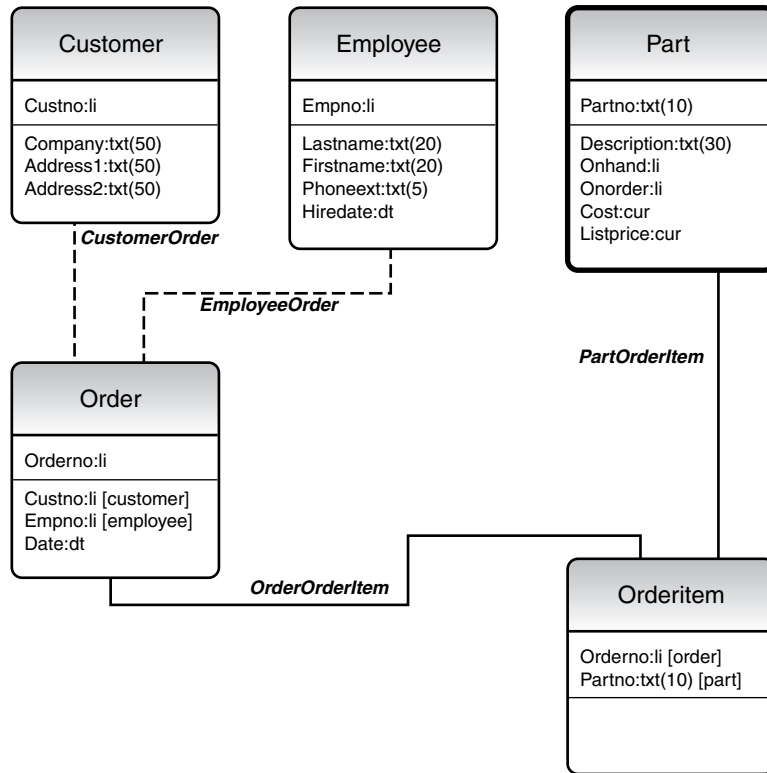 Customer
Custno:li
Company:txt(50)
Address1:txt(50)
Address2:txt(50)
Employee
Empno:li
Lastname:txt(20)
Firstname:txt(20)
Phoneext:txt(5)
Hiredate:dt
Part
Partno:txt(10)
Description:txt(30)
Onhand:li
Onorder:li
Cost:cur
Listprice:cur
CustomerOrder
EmployeeOrder
PartOrderItem
Order
Orderno:li
Custno:li [customer]
Empno:li [employee]
Date:dt
OrderOrderItem
Orderitem
Orderno:li [order]
Partno:txt(10) [part]